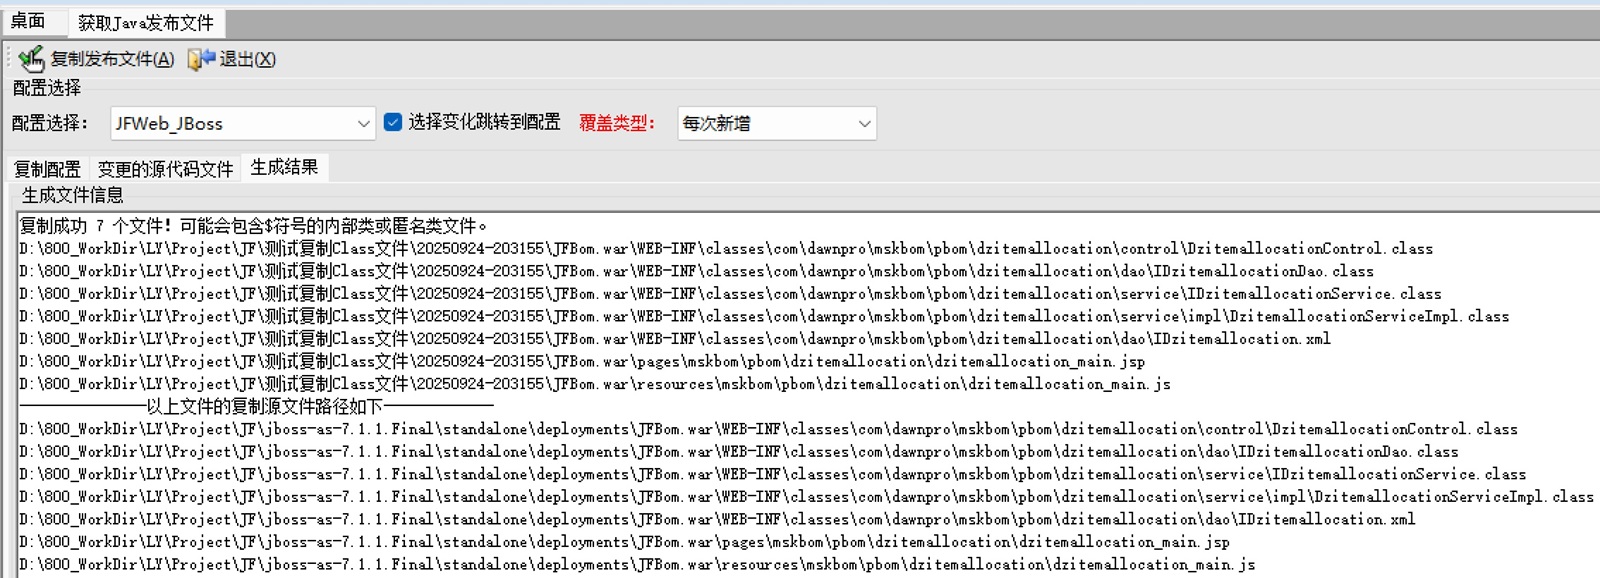 桌面 获取Java发布文件
复制发布文件(A) 退出(X)
配置选择
配置选择： JFWeb_JBoss 选择变化跳转到配置 覆盖类型： 每次新增
复制配置 变更的源代码文件 生成结果
生成文件信息
复制成功 7 个文件！可能会包含$符号的内部类或匿名类文件。
D:\800_WorkDir\LY\Project\JF\测试复制Class文件\20250924-203155\JFBom.war\WEB-INF\classes\com\dawnpro\mskbom\pbom\dzitemallocation\control\DzitemallocationControl.class
D:\800_WorkDir\LY\Project\JF\测试复制Class文件\20250924-203155\JFBom.war\WEB-INF\classes\com\dawnpro\mskbom\pbom\dzitemallocation\dao\IDzitemallocationDao.class
D:\800_WorkDir\LY\Project\JF\测试复制Class文件\20250924-203155\JFBom.war\WEB-INF\classes\com\dawnpro\mskbom\pbom\dzitemallocation\service\IDzitemallocationService.class
D:\800_WorkDir\LY\Project\JF\测试复制Class文件\20250924-203155\JFBom.war\WEB-INF\classes\com\dawnpro\mskbom\pbom\dzitemallocation\service\impl\DzitemallocationServiceImpl.class
D:\800_WorkDir\LY\Project\JF\测试复制Class文件\20250924-203155\JFBom.war\WEB-INF\classes\com\dawnpro\mskbom\pbom\dzitemallocation\dao\IDzitemallocation.xml
D:\800_WorkDir\LY\Project\JF\测试复制Class文件\20250924-203155\JFBom.war\pages\mskbom\pbom\dzitemallocation\dzitemallocation_main.jsp
D:\800_WorkDir\LY\Project\JF\测试复制Class文件\20250924-203155\JFBom.war\resources\mskbom\pbom\dzitemallocation\dzitemallocation_main.js
———————以上文件的复制源文件路径如下——————
D:\800_WorkDir\LY\Project\JF\jboss-as-7.1.1.Final\standalone\deployments\JFBom.war\WEB-INF\classes\com\dawnpro\mskbom\pbom\dzitemallocation\control\DzitemallocationControl.class
D:\800_WorkDir\LY\Project\JF\jboss-as-7.1.1.Final\standalone\deployments\JFBom.war\WEB-INF\classes\com\dawnpro\mskbom\pbom\dzitemallocation\dao\IDzitemallocationDao.class
D:\800_WorkDir\LY\Project\JF\jboss-as-7.1.1.Final\standalone\deployments\JFBom.war\WEB-INF\classes\com\dawnpro\mskbom\pbom\dzitemallocation\service\IDzitemallocationService.class
D:\800_WorkDir\LY\Project\JF\jboss-as-7.1.1.Final\standalone\deployments\JFBom.war\WEB-INF\classes\com\dawnpro\mskbom\pbom\dzitemallocation\service\impl\DzitemallocationServiceImpl.class
D:\800_WorkDir\LY\Project\JF\jboss-as-7.1.1.Final\standalone\deployments\JFBom.war\WEB-INF\classes\com\dawnpro\mskbom\pbom\dzitemallocation\dao\IDzitemallocation.xml
D:\800_WorkDir\LY\Project\JF\jboss-as-7.1.1.Final\standalone\deployments\JFBom.war\pages\mskbom\pbom\dzitemallocation\dzitemallocation_main.jsp
D:\800_WorkDir\LY\Project\JF\jboss-as-7.1.1.Final\standalone\deployments\JFBom.war\resources\mskbom\pbom\dzitemallocation\dzitemallocation_main.js